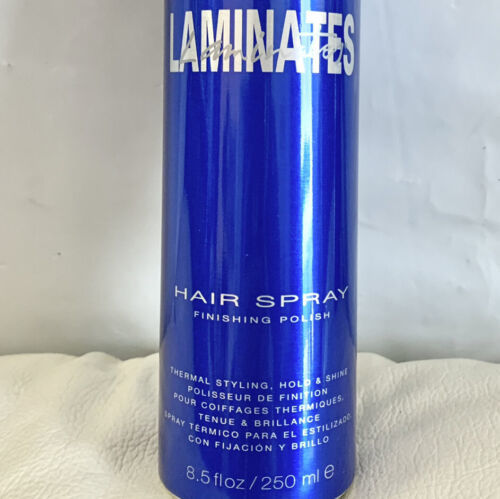 LAMINATES
Laminates
HAIR SPRAY
FINISHING POLISH
THERMAL STYLING, HOLD & SHINE
POLISSEUR DE FINITION
POUR COIFFAGES THERMIQUES,
TENUE & BRILLANCE
SPRAY TÉRMICO PARA EL ESTILIZADO,
CON FIJACIÓN Y BRILLO
8.5 fl oz / 250 ml e